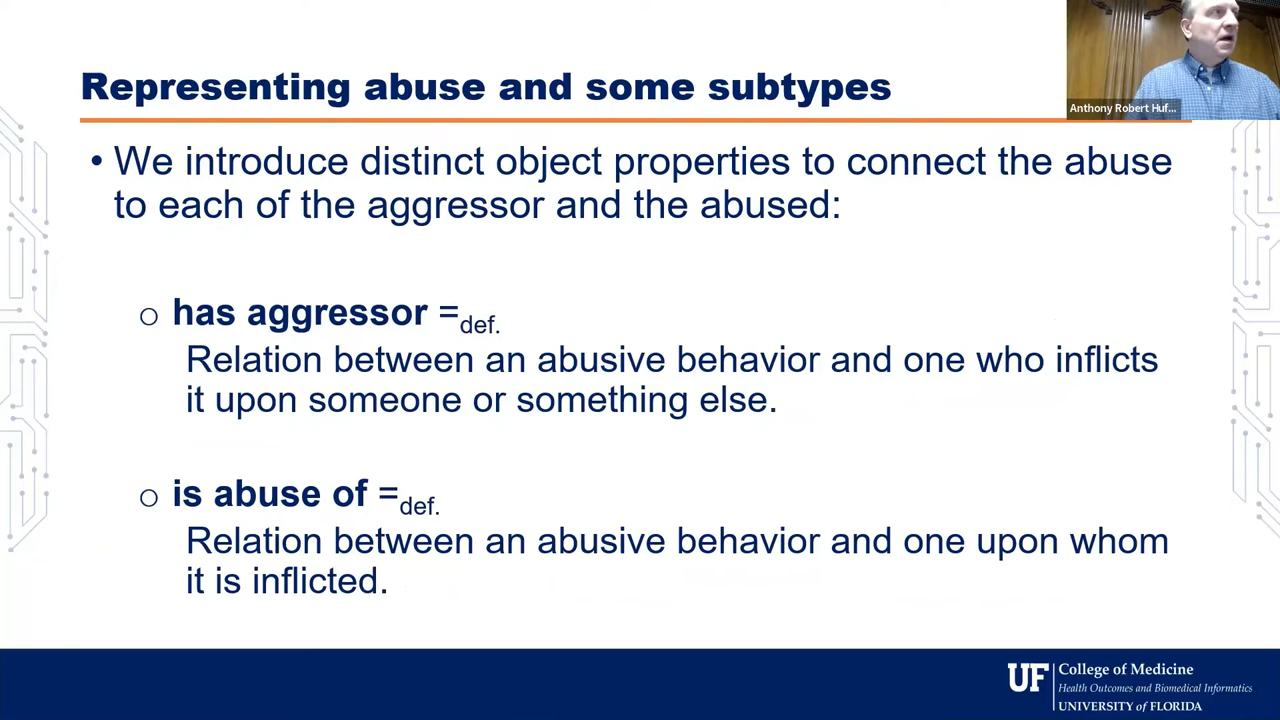 Representing abuse and some subtypes
Anthony Robert Huf...
• We introduce distinct object properties to connect the abuse
to each of the aggressor and the abused:
o has aggressor =def.
Relation between an abusive behavior and one who inflicts
it upon someone or something else.
o is abuse of =def.
Relation between an abusive behavior and one upon whom
it is inflicted.
UF
College of Medicine
Health Outcomes and Biomedical Informatics
UNIVERSITY of FLORIDA